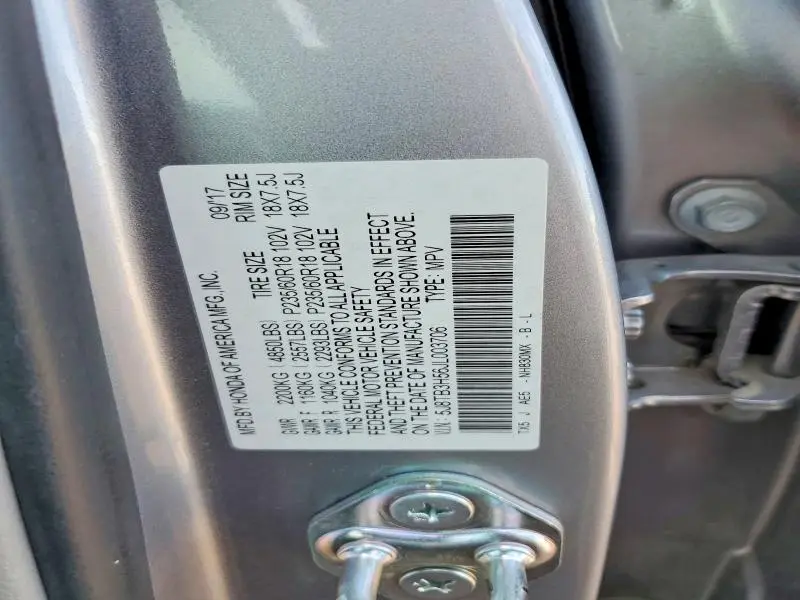 MFD.BY HONDA OF AMERICA MFG., INC. 09/17
TIRE SIZE RIM SIZE
GVWR 2200KG (4850LBS)
GAWR F 1160KG (2557LBS) P235/60R18 102V 18X7.5J
GAWR R 1040KG (2293LBS) P235/60R18 102V 18X7.5J
THIS VEHICLE CONFORMS TO ALL APPLICABLE
FEDERAL MOTOR VEHICLE SAFETY
AND THEFT PREVENTION STANDARDS IN EFFECT
ON THE DATE OF MANUFACTURE SHOWN ABOVE.
V.I.N.: 5J8TB3H56JL003706 TYPE: MPV
TX5 J AE5 -NH830MX - B - L